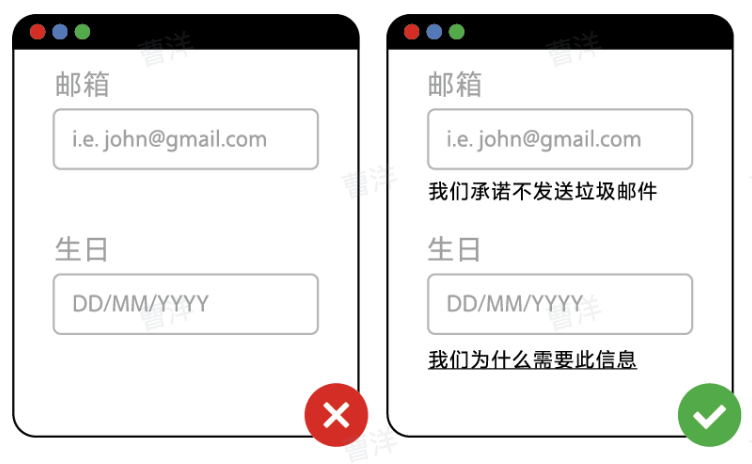 邮箱
i.e. john@gmail.com
生日
DD/MM/YYYY
邮箱
i.e. john@gmail.com
我们承诺不发送垃圾邮件
生日
DD/MM/YYYY
我们为什么需要此信息
曹洋
曹洋
曹洋
曹洋
曹洋
曹洋